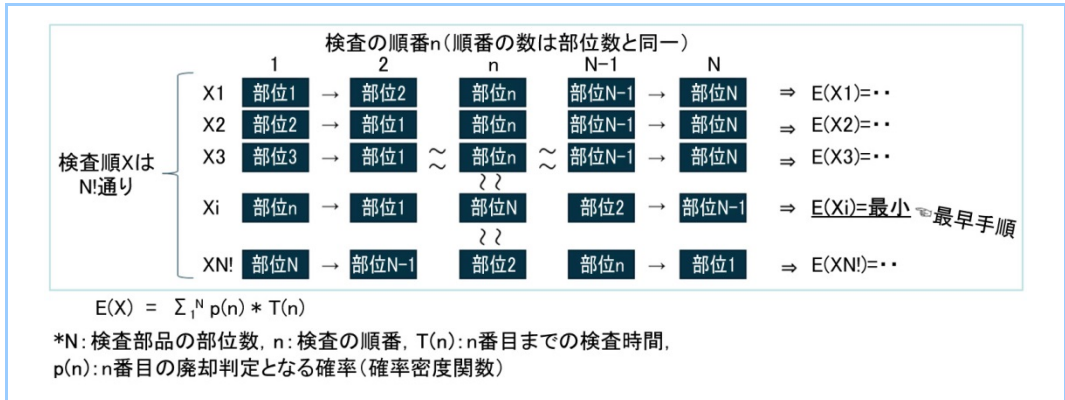 検査の順番n(順番の数は部位数と同一)
1 2 n N-1 N
X1 部位1 → 部位2 部位n 部位N-1 → 部位N ⇒ E(X1)=・・
X2 部位2 → 部位1 部位n 部位N-1 → 部位N ⇒ E(X2)=・・
X3 部位3 → 部位1 ~~ 部位n ~~ 部位N-1 → 部位N ⇒ E(X3)=・・
検査順Xは
N!通り
Xi 部位n → 部位1 部位N 部位2 → 部位N-1 ⇒ E(Xi)=最小 ☜最早手順
XN! 部位N → 部位N-1 部位2 部位n → 部位1 ⇒ E(XN!)=・・
E(X) = Σ₁ᴺ p(n) * T(n)
*N:検査部品の部位数, n:検査の順番, T(n):n番目までの検査時間,
p(n):n番目の廃却判定となる確率(確率密度関数)